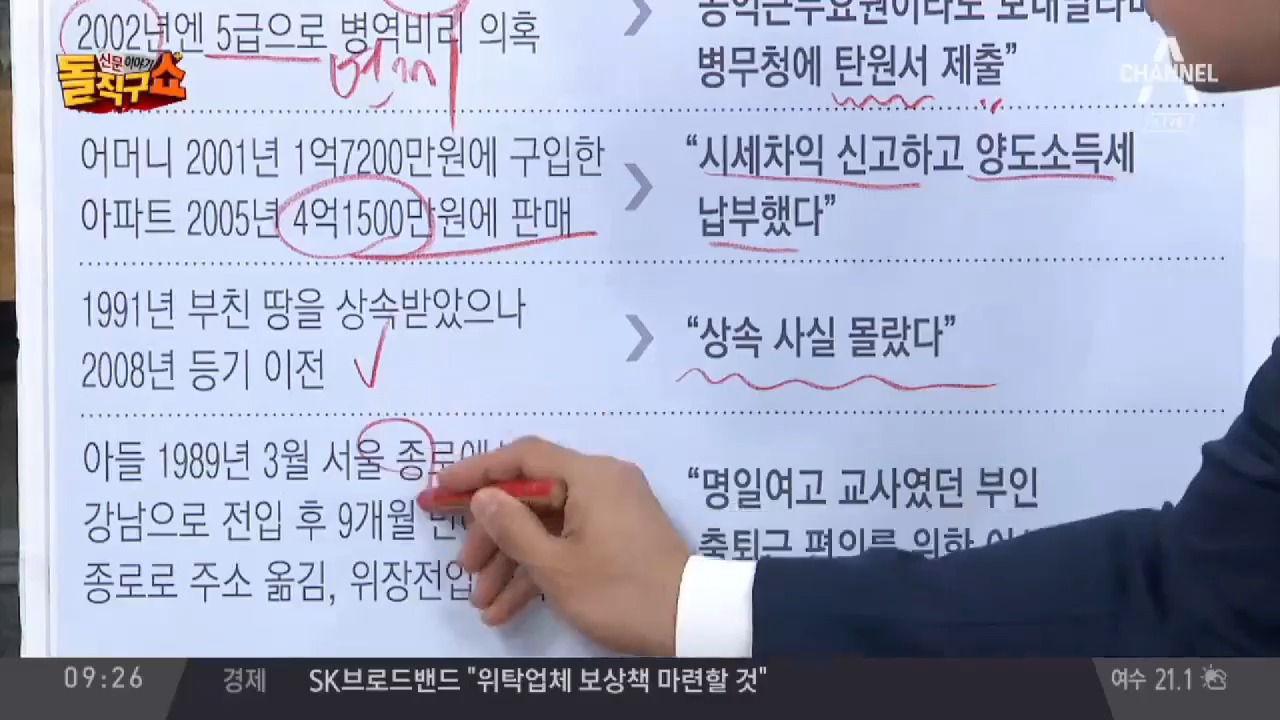 2002년엔 5급으로 병역비리 의혹
병무청에 탄원서 제출”
신문이야기
돌직구쇼
CHANNEL A
LIVE
어머니 2001년 1억7200만원에 구입한
아파트 2005년 4억1500만원에 판매
“시세차익 신고하고 양도소득세
납부했다”
1991년 부친 땅을 상속받았으나
2008년 등기 이전
“상속 사실 몰랐다”
아들 1989년 3월 서울 종로에서
강남으로 전입 후 9개월
종로로 주소 옮김, 위장전입
“명일여고 교사였던 부인
출퇴근 편의를 위한
09:26
경제
SK브로드밴드 "위탁업체 보상책 마련할 것"
여수 21.1